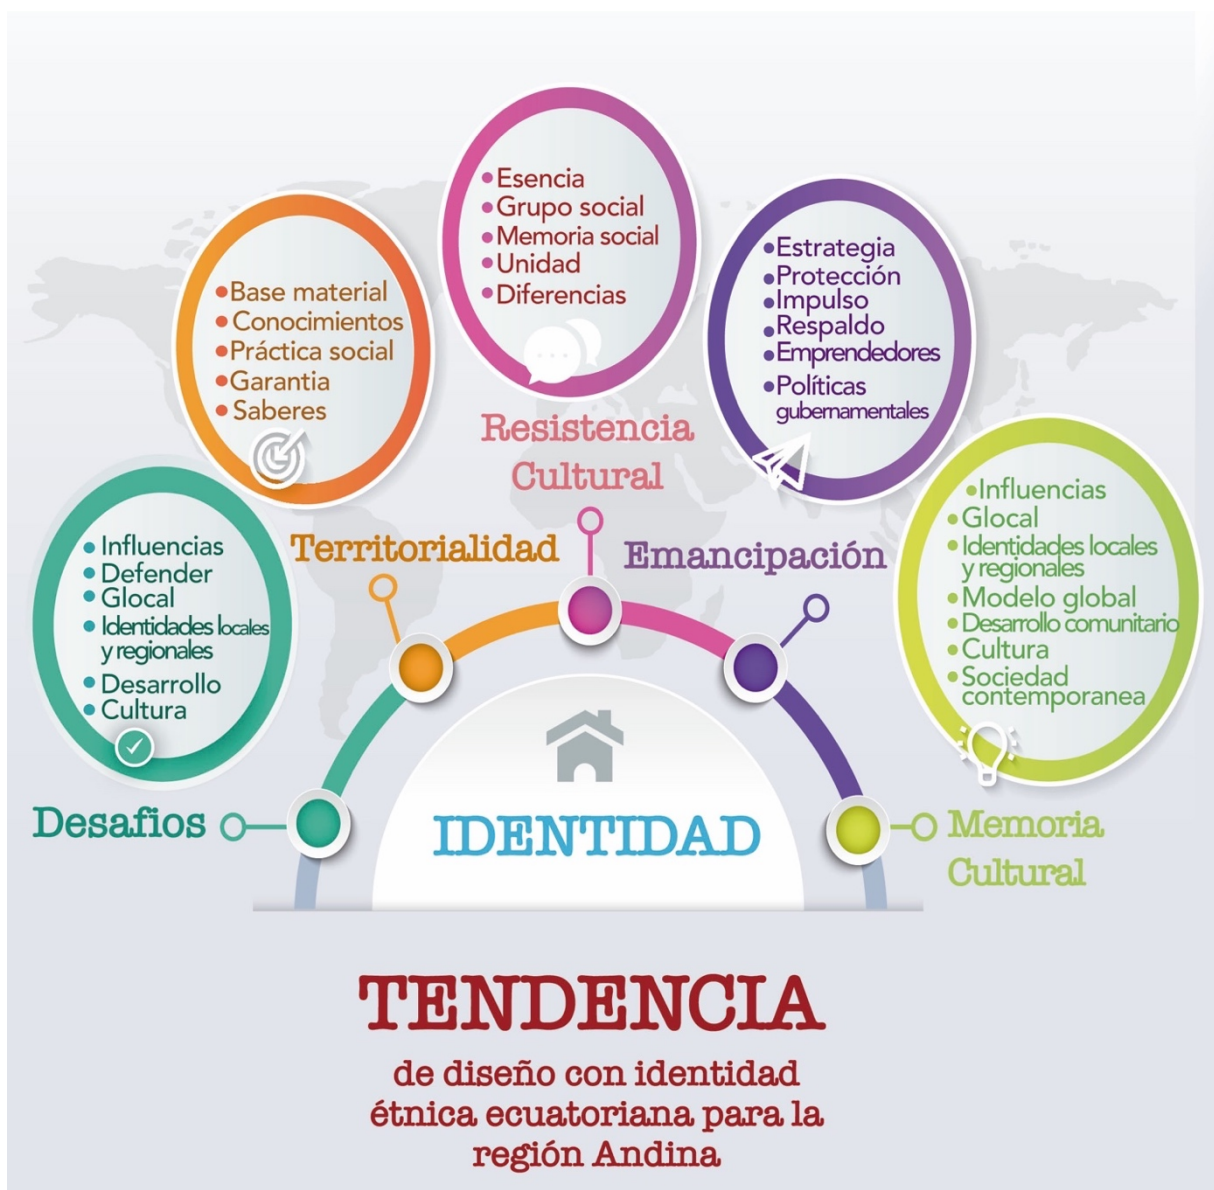 • Esencia
• Grupo social
• Memoria social
• Unidad
• Diferencias
Resistencia
Cultural
• Base material
• Conocimientos
• Práctica social
• Garantia
• Saberes
Territorialidad
• Estrategia
• Protección
• Impulso
• Respaldo
• Emprendedores
• Políticas
gubernamentales
Emancipación
• Influencias
• Defender
• Glocal
• Identidades locales
y regionales
• Desarrollo
• Cultura
Desafios
• Influencias
• Glocal
• Identidades locales
y regionales
• Modelo global
• Desarrollo comunitario
• Cultura
• Sociedad
contemporanea
Memoria
Cultural
IDENTIDAD
TENDENCIA
de diseño con identidad
étnica ecuatoriana para la
región Andina